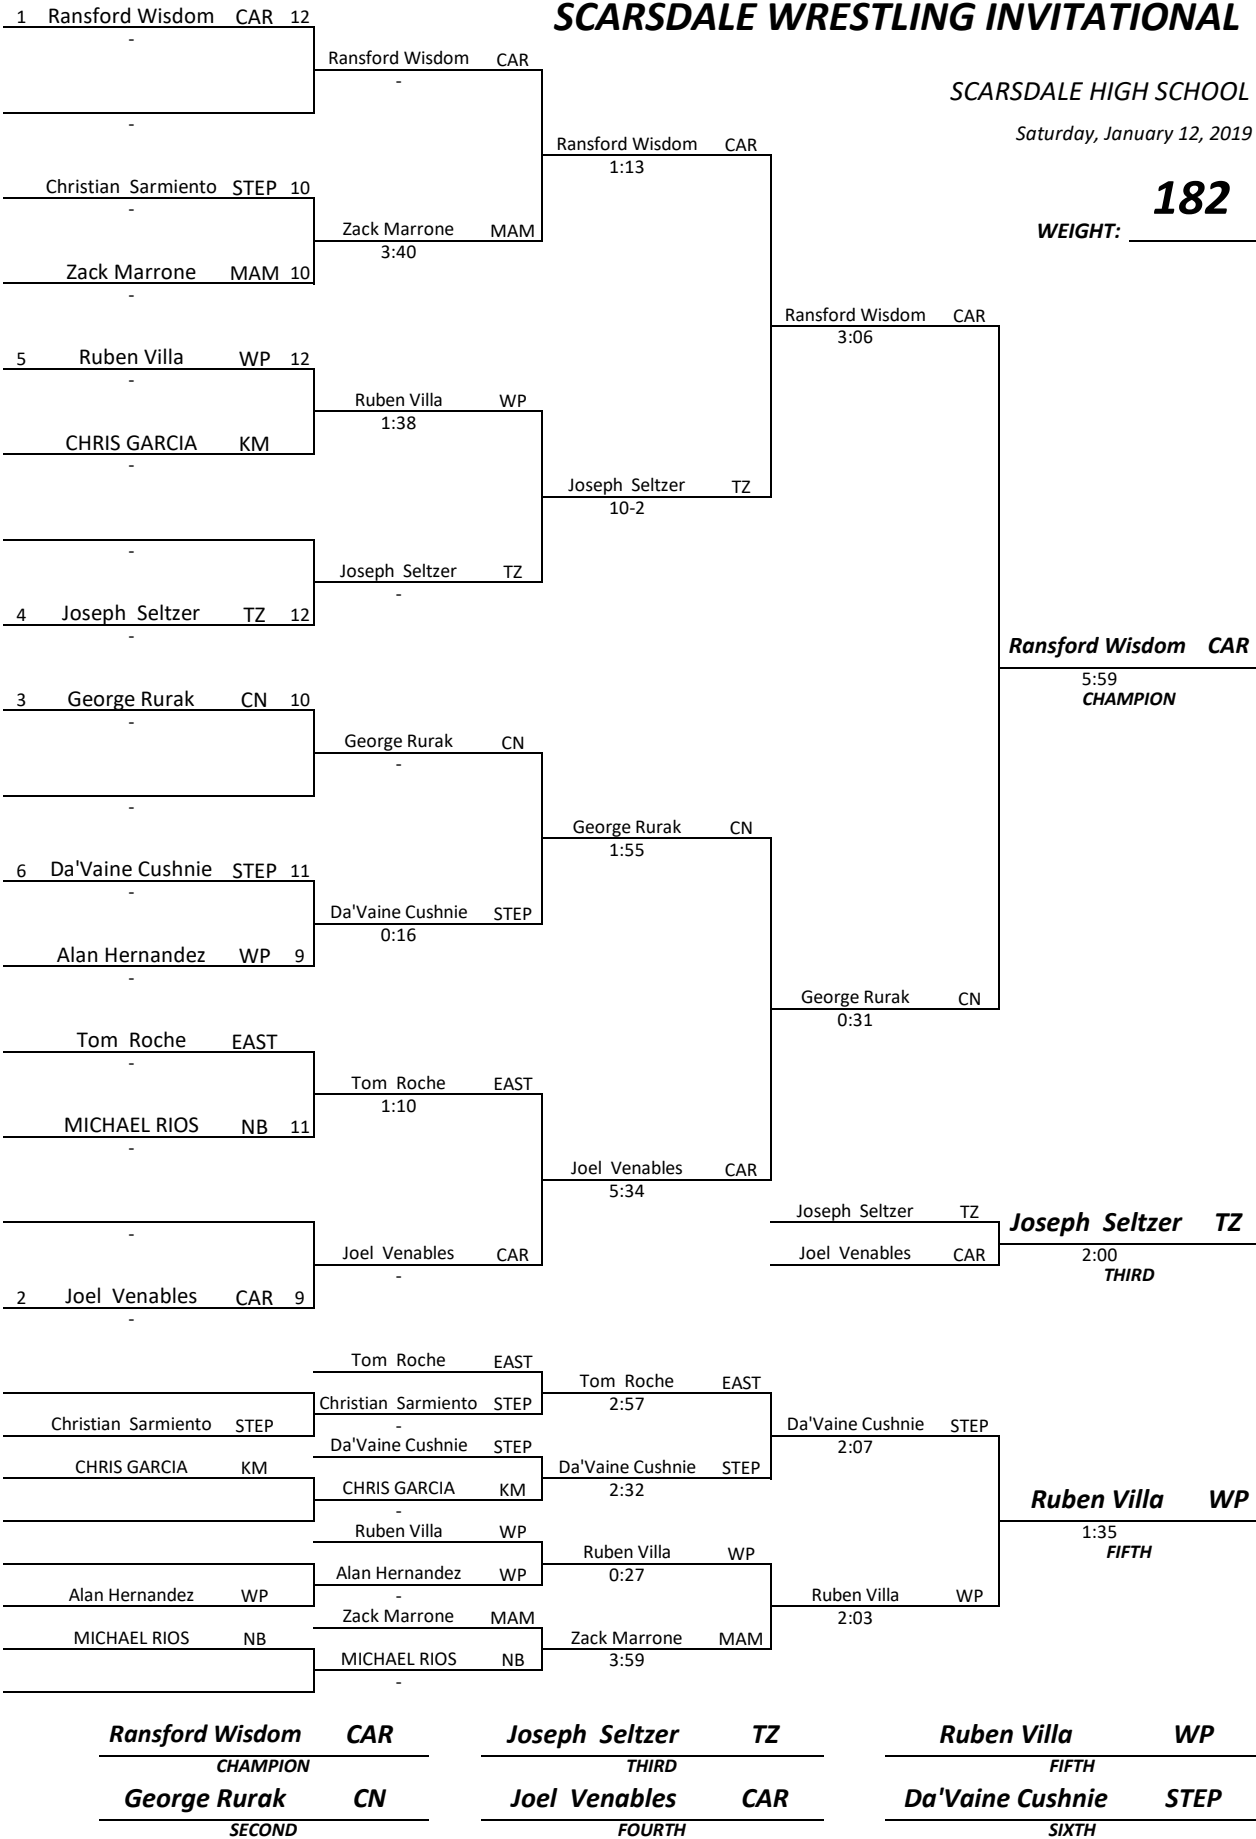 SCARSDALE WRESTLING INVITATIONAL
SCARSDALE HIGH SCHOOL
Saturday, January 12, 2019
182
WEIGHT:
1 Ransford Wisdom CAR 12
-
Ransford Wisdom CAR
-
-
Ransford Wisdom CAR
1:13
Christian Sarmiento STEP 10
-
Zack Marrone MAM
3:40
Zack Marrone MAM 10
-
Ransford Wisdom CAR
3:06
5 Ruben Villa WP 12
-
Ruben Villa WP
1:38
CHRIS GARCIA KM
-
Joseph Seltzer TZ
10-2
-
Joseph Seltzer TZ
-
4 Joseph Seltzer TZ 12
-
Ransford Wisdom CAR
5:59
CHAMPION
3 George Rurak CN 10
-
George Rurak CN
-
-
George Rurak CN
1:55
6 Da'Vaine Cushnie STEP 11
-
Da'Vaine Cushnie STEP
0:16
Alan Hernandez WP 9
-
George Rurak CN
0:31
Tom Roche EAST
-
Tom Roche EAST
1:10
MICHAEL RIOS NB 11
-
Joel Venables CAR
5:34
-
Joel Venables CAR
-
2 Joel Venables CAR 9
-
Joseph Seltzer TZ
Joel Venables CAR
Joseph Seltzer TZ
2:00
THIRD
Tom Roche EAST
Christian Sarmiento STEP
-
Christian Sarmiento STEP
Tom Roche EAST
2:57
Da'Vaine Cushnie STEP
CHRIS GARCIA KM
CHRIS GARCIA KM
-
Da'Vaine Cushnie STEP
2:32
Da'Vaine Cushnie STEP
2:07
Ruben Villa WP
Alan Hernandez WP
-
Alan Hernandez WP
Ruben Villa WP
0:27
Zack Marrone MAM
MICHAEL RIOS NB
MICHAEL RIOS NB
-
Zack Marrone MAM
3:59
Ruben Villa WP
2:03
Ruben Villa WP
1:35
FIFTH
Ransford Wisdom CAR Joseph Seltzer TZ Ruben Villa WP
CHAMPION THIRD FIFTH
George Rurak CN Joel Venables CAR Da'Vaine Cushnie STEP
SECOND FOURTH SIXTH